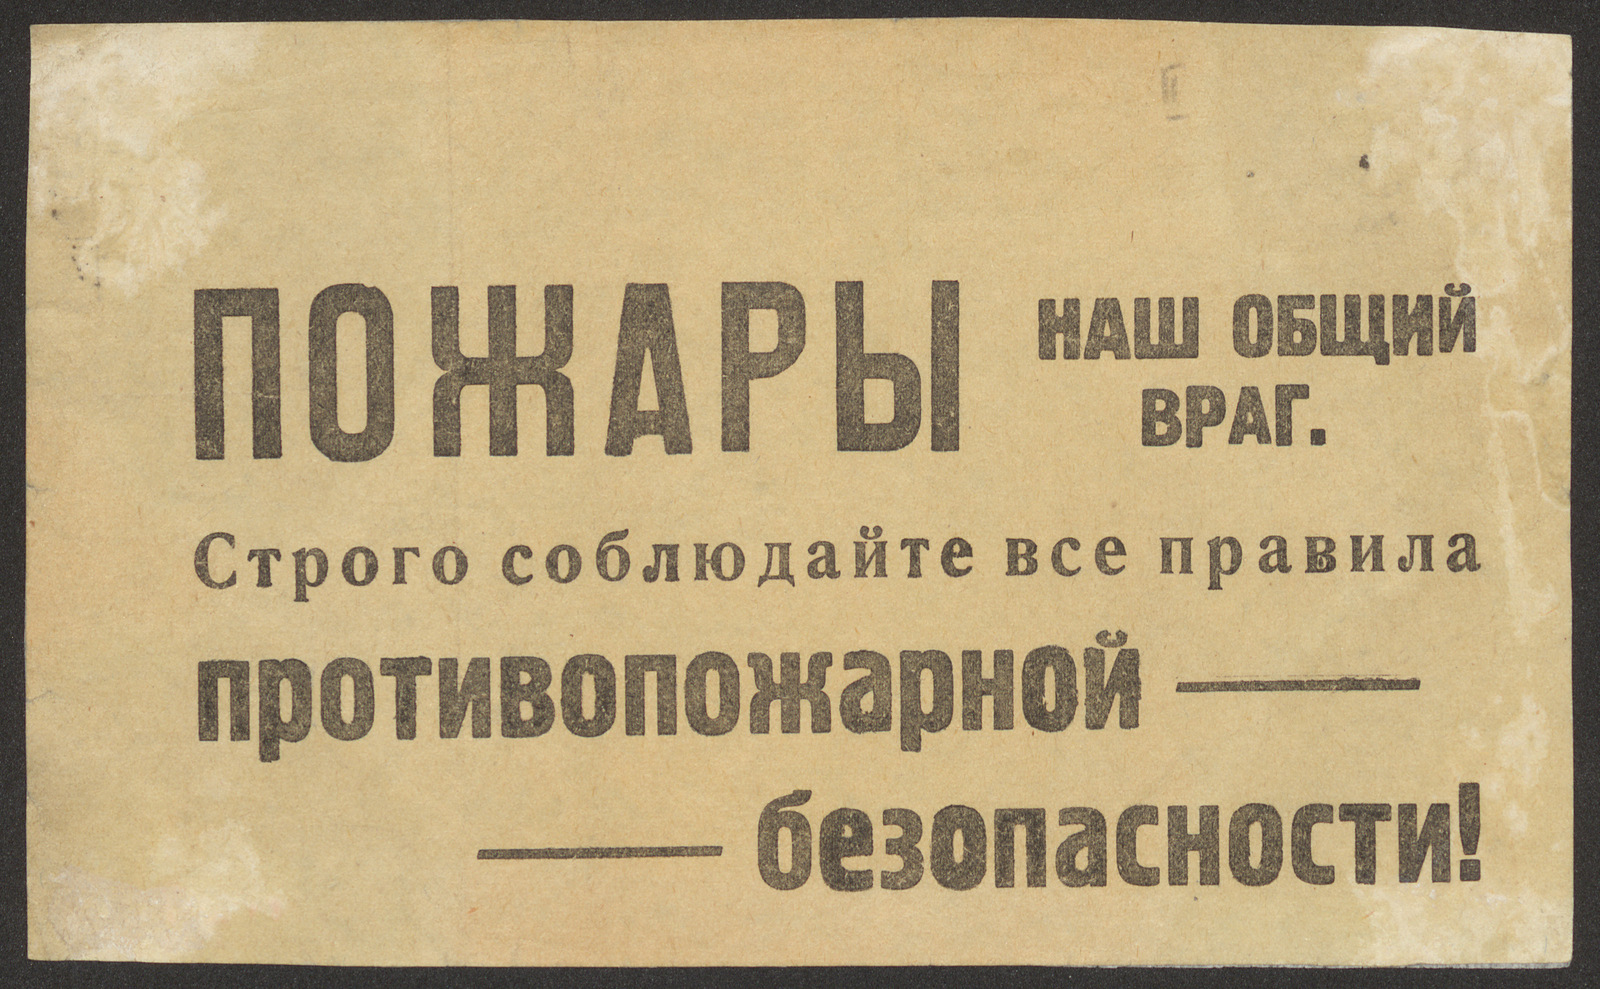 ПОЖАРЫ НАШ ОБЩИЙ
ВРАГ.
Строго соблюдайте все правила
противопожарной —
— безопасности!